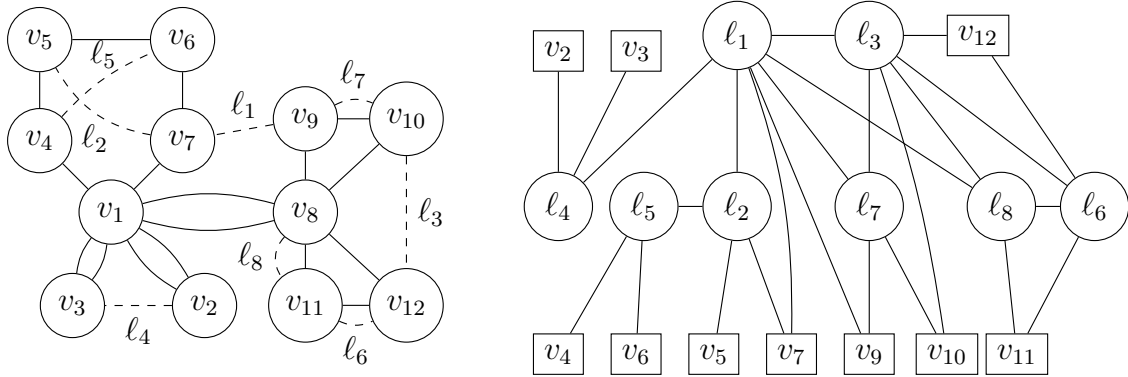 v₅ v₆
ℓ₅
ℓ₇
ℓ₁
v₄ ℓ₂ v₇ v₉ v₁₀
v₁ v₈ ℓ₃
ℓ₈
v₃ v₂ v₁₁ v₁₂
ℓ₄ ℓ₆
v₂ v₃ ℓ₁ ℓ₃ v₁₂
ℓ₄ ℓ₅ ℓ₂ ℓ₇ ℓ₈ ℓ₆
v₄ v₆ v₅ v₇ v₉ v₁₀ v₁₁